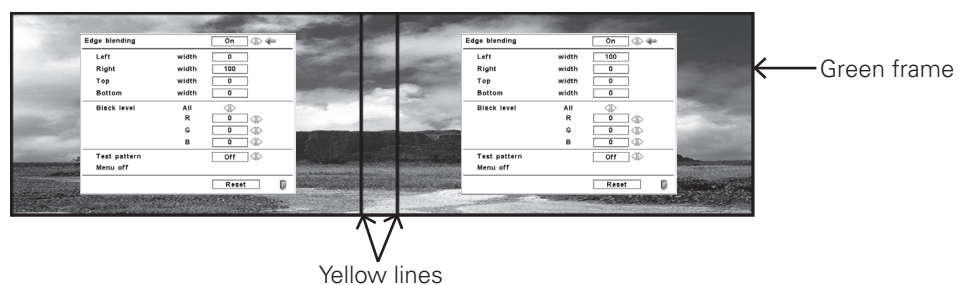 Edge blending On
Left width 0
Right width 100
Top width 0
Bottom width 0
Black level All
R 0
G 0
B 0
Test pattern Off
Menu off
Reset
Edge blending On
Left width 100
Right width 0
Top width 0
Bottom width 0
Black level All
R 0
G 0
B 0
Test pattern Off
Menu off
Reset
Green frame
Yellow lines